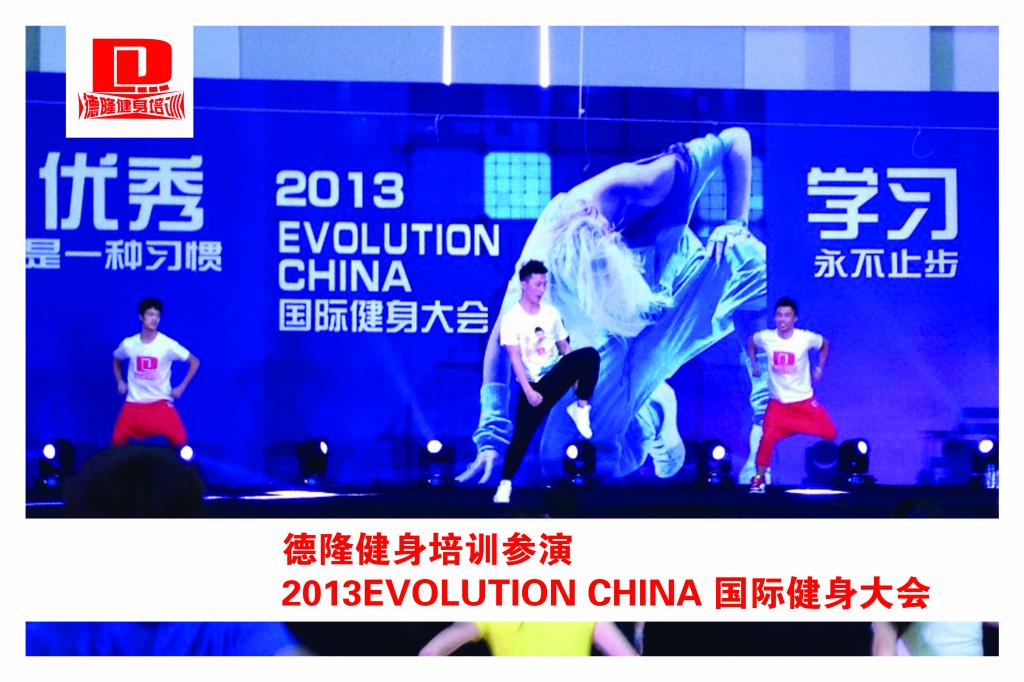 德隆健身培训
优秀
是一种习惯
2013
EVOLUTION
CHINA
国际健身大会
学习
永不止步
德隆健身培训参演
2013EVOLUTION CHINA 国际健身大会